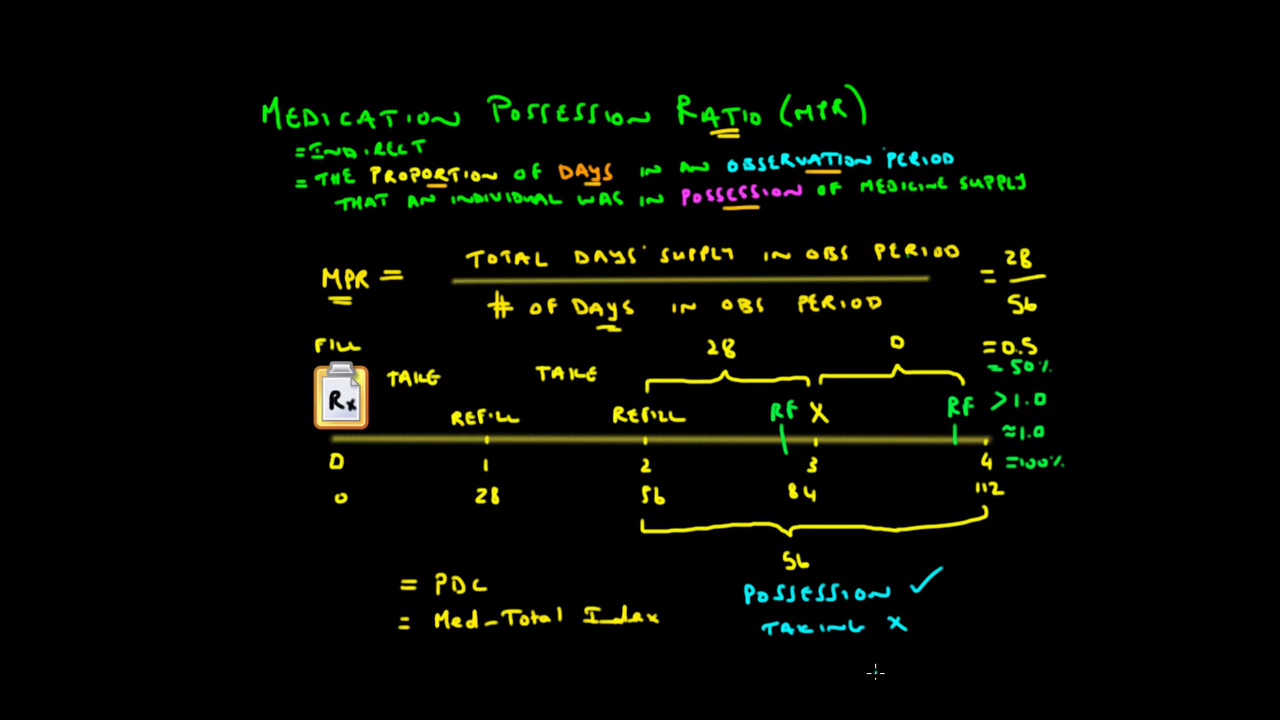 MEDICATION POSSESSION RATIO (MPR)
= INDIRECT
= THE PROPORTION OF DAYS IN AN OBSERVATION PERIOD
THAT AN INDIVIDUAL WAS IN POSSESSION OF MEDICINE SUPPLY
MPR = TOTAL DAYS' SUPPLY IN OBS PERIOD = 28
# OF DAYS IN OBS PERIOD 56
FILL 28 0 = 0.5
= 50%
TAKE TAKE
Rx REFILL REFILL RF X RF > 1.0
≈ 1.0
0 1 2 3 4 = 100%
0 28 56 84 112
56
= PDC POSSESSION ✓
= Med-Total Index TAKING X